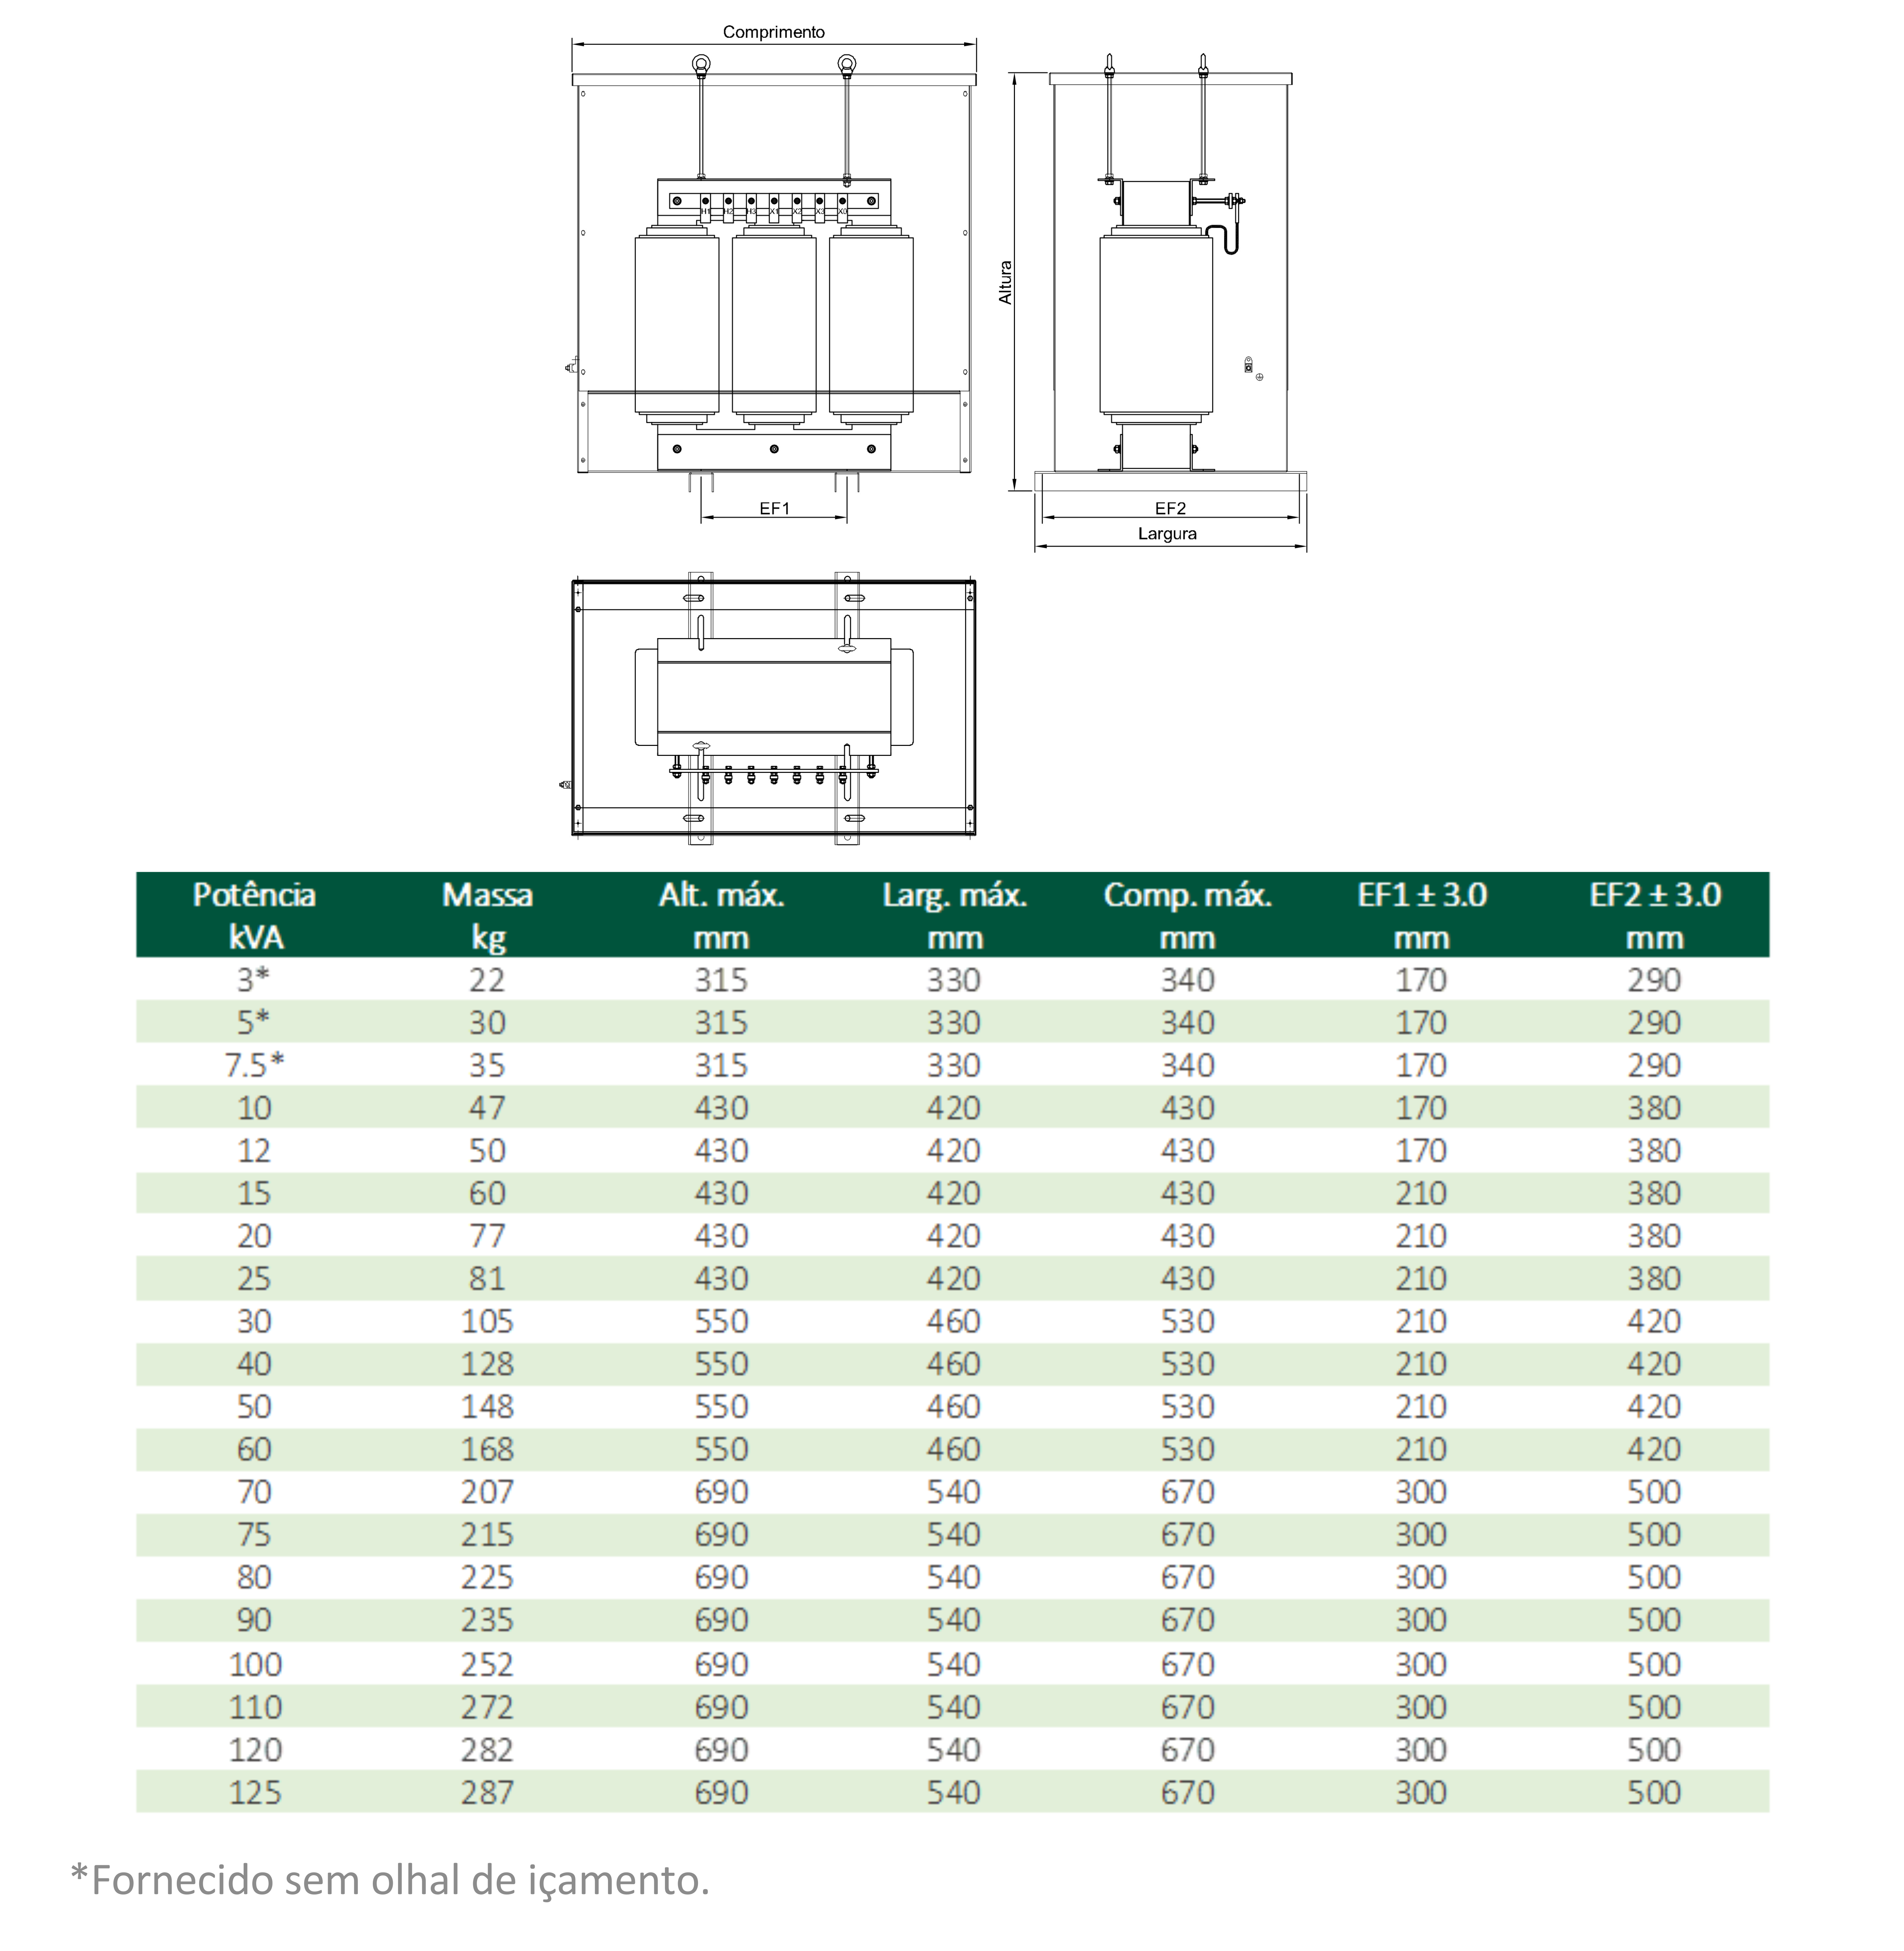 Comprimento
H1 H2 H3 X1 X2 X3 X0
Altura
EF1
EF2
Largura
Potência Massa Alt. máx. Larg. máx. Comp. máx. EF1 ± 3.0 EF2 ± 3.0
kVA kg mm mm mm mm mm
3* 22 315 330 340 170 290
5* 30 315 330 340 170 290
7.5* 35 315 330 340 170 290
10 47 430 420 430 170 380
12 50 430 420 430 170 380
15 60 430 420 430 210 380
20 77 430 420 430 210 380
25 81 430 420 430 210 380
30 105 550 460 530 210 420
40 128 550 460 530 210 420
50 148 550 460 530 210 420
60 168 550 460 530 210 420
70 207 690 540 670 300 500
75 215 690 540 670 300 500
80 225 690 540 670 300 500
90 235 690 540 670 300 500
100 252 690 540 670 300 500
110 272 690 540 670 300 500
120 282 690 540 670 300 500
125 287 690 540 670 300 500
*Fornecido sem olhal de içamento.